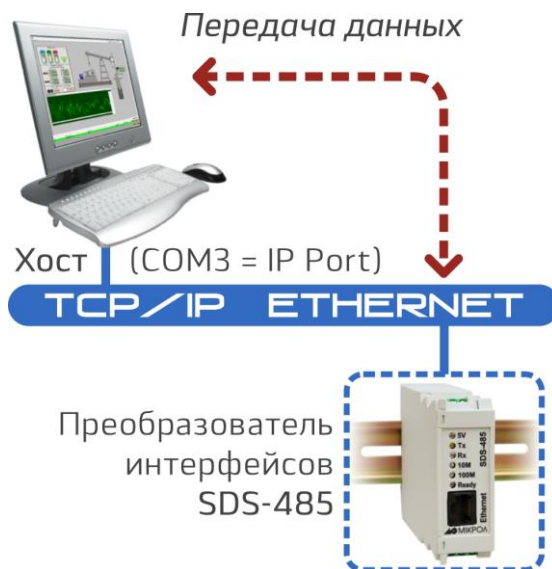 Передача данных
Хост (COM3 = IP Port)
TCP/IP ETHERNET
Преобразователь
интерфейсов
SDS-485
5V
Tx
Rx
10M
100M
Ready
SDS-485
Ethernet
МІКРОЛ